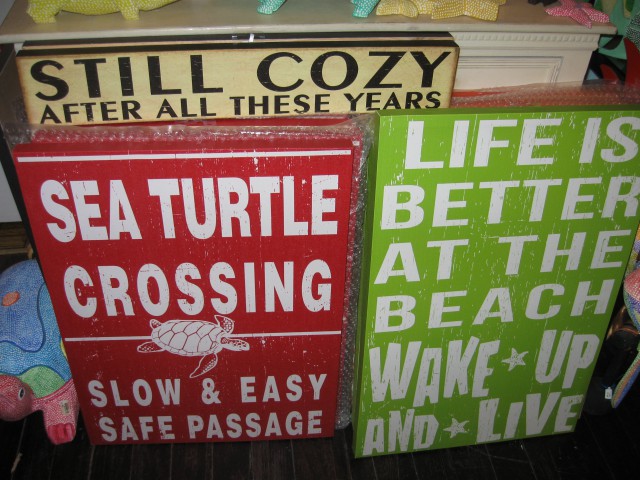 STILL COZY
AFTER ALL THESE YEARS
SEA TURTLE
CROSSING
SLOW & EASY
SAFE PASSAGE
LIFE IS
BETTER
AT THE
BEACH
WAKE UP
AND LIVE